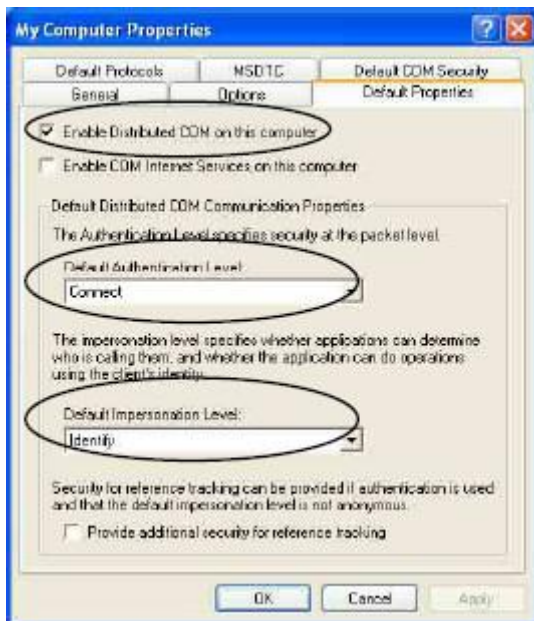 My Computer Properties
Default Protocols
MSDTC
Default COM Security
General
Options
Default Properties
Enable Distributed COM on this computer
Enable COM Internet Services on this computer
Default Distributed COM Communication Properties
The Authentication Level specifies security at the packet level.
Default Authentication Level:
Connect
The impersonation level specifies whether applications can determine
who is calling them, and whether the application can do operations
using the client's identity.
Default Impersonation Level:
Identify
Security for reference tracking can be provided if authentication is used
and that the default impersonation level is not anonymous.
Provide additional security for reference tracking
OK
Cancel
Apply